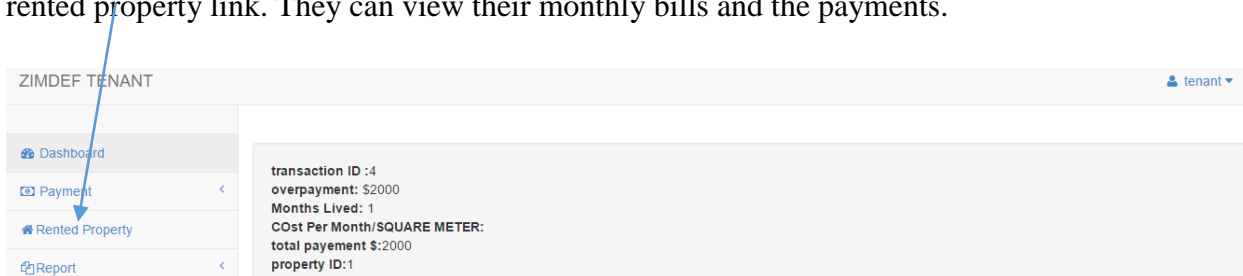 rented property link. They can view their monthly bills and the payments.
ZIMDEF TENANT
tenant
Dashboard
Payment
Rented Property
Report
transaction ID :4
overpayment: $2000
Months Lived: 1
COst Per Month/SQUARE METER:
total payement $:2000
property ID:1